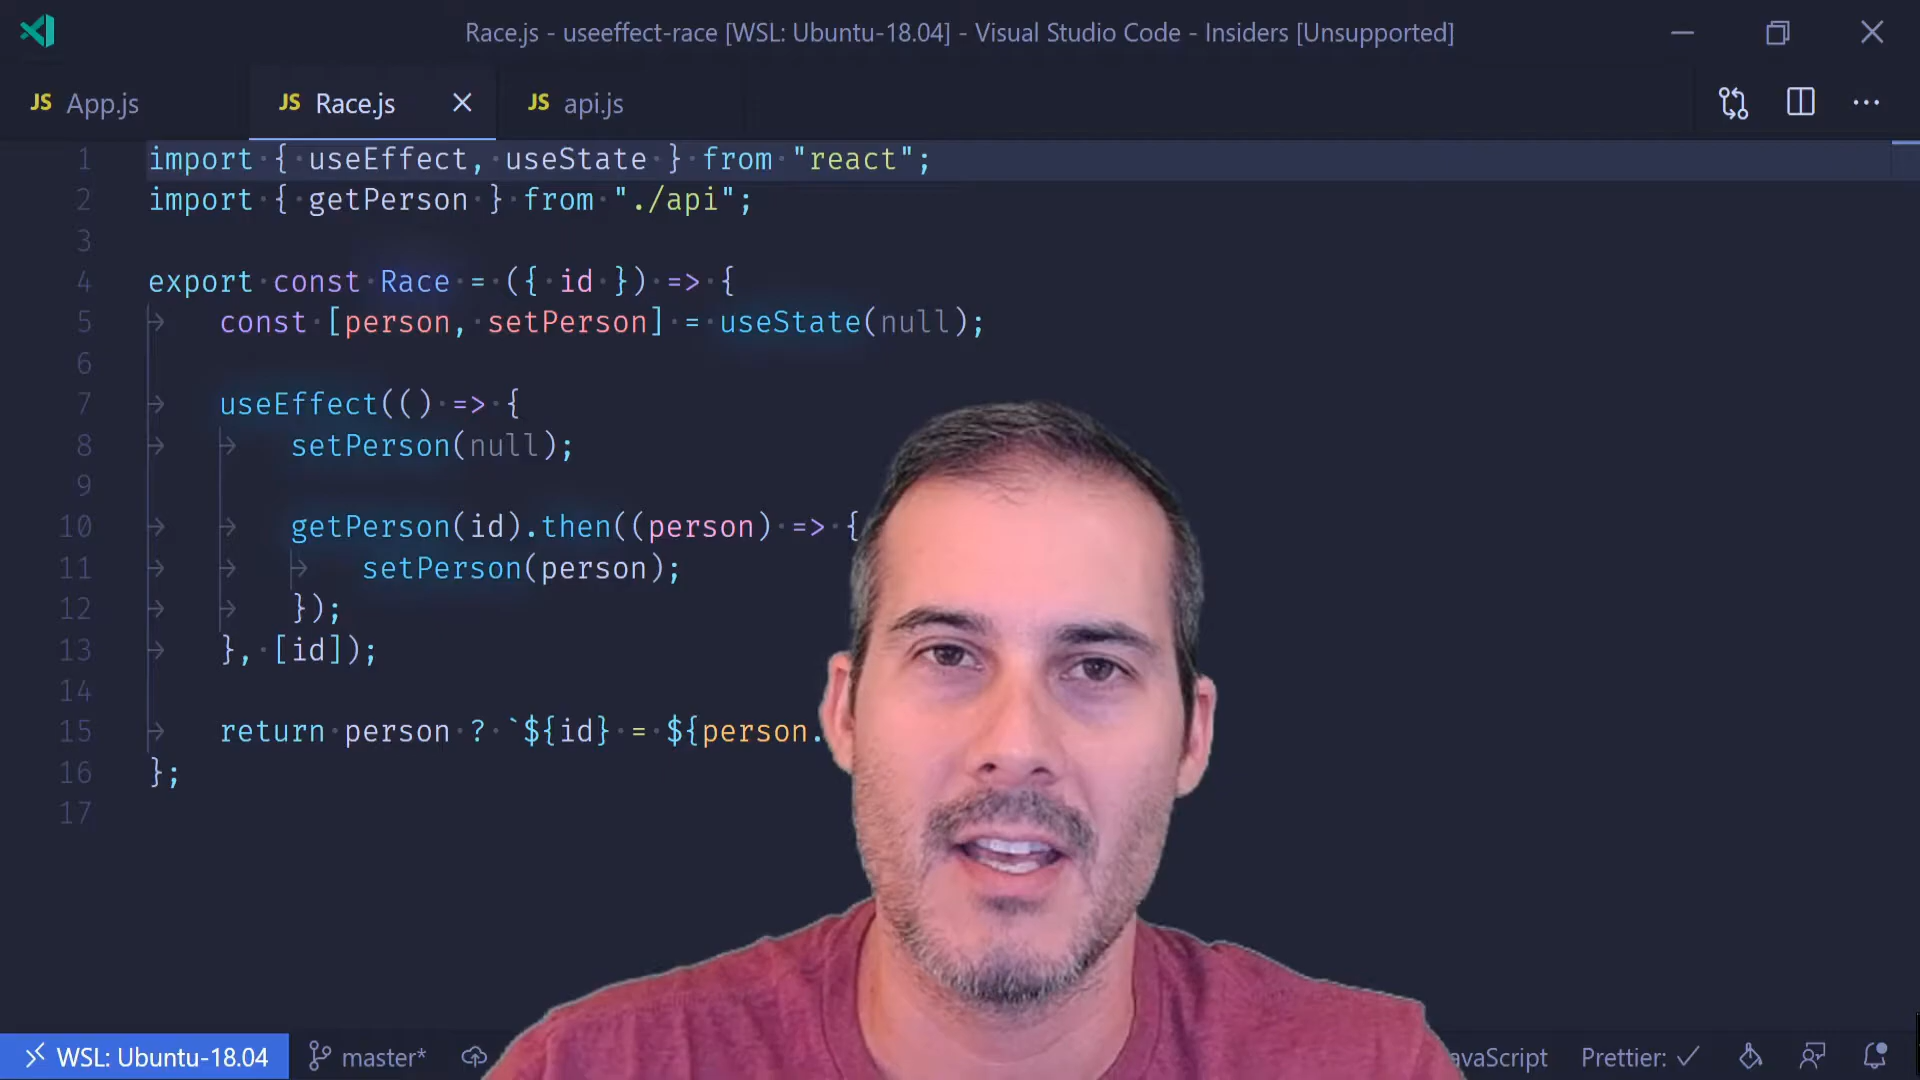 Race.js - useeffect-race [WSL: Ubuntu-18.04] - Visual Studio Code - Insiders [Unsupported]
JS App.js
JS Race.js
JS api.js
1 import { useEffect, useState } from "react";
2 import { getPerson } from "./api";
3
4 export const Race = ({ id }) => {
5 const [person, setPerson] = useState(null);
6
7 useEffect(() => {
8 setPerson(null);
9
10 getPerson(id).then((person) => {
11 setPerson(person);
12 });
13 }, [id]);
14
15 return person ? `${id} = ${person.
16 };
17
WSL: Ubuntu-18.04 master* avaScript Prettier: ✓